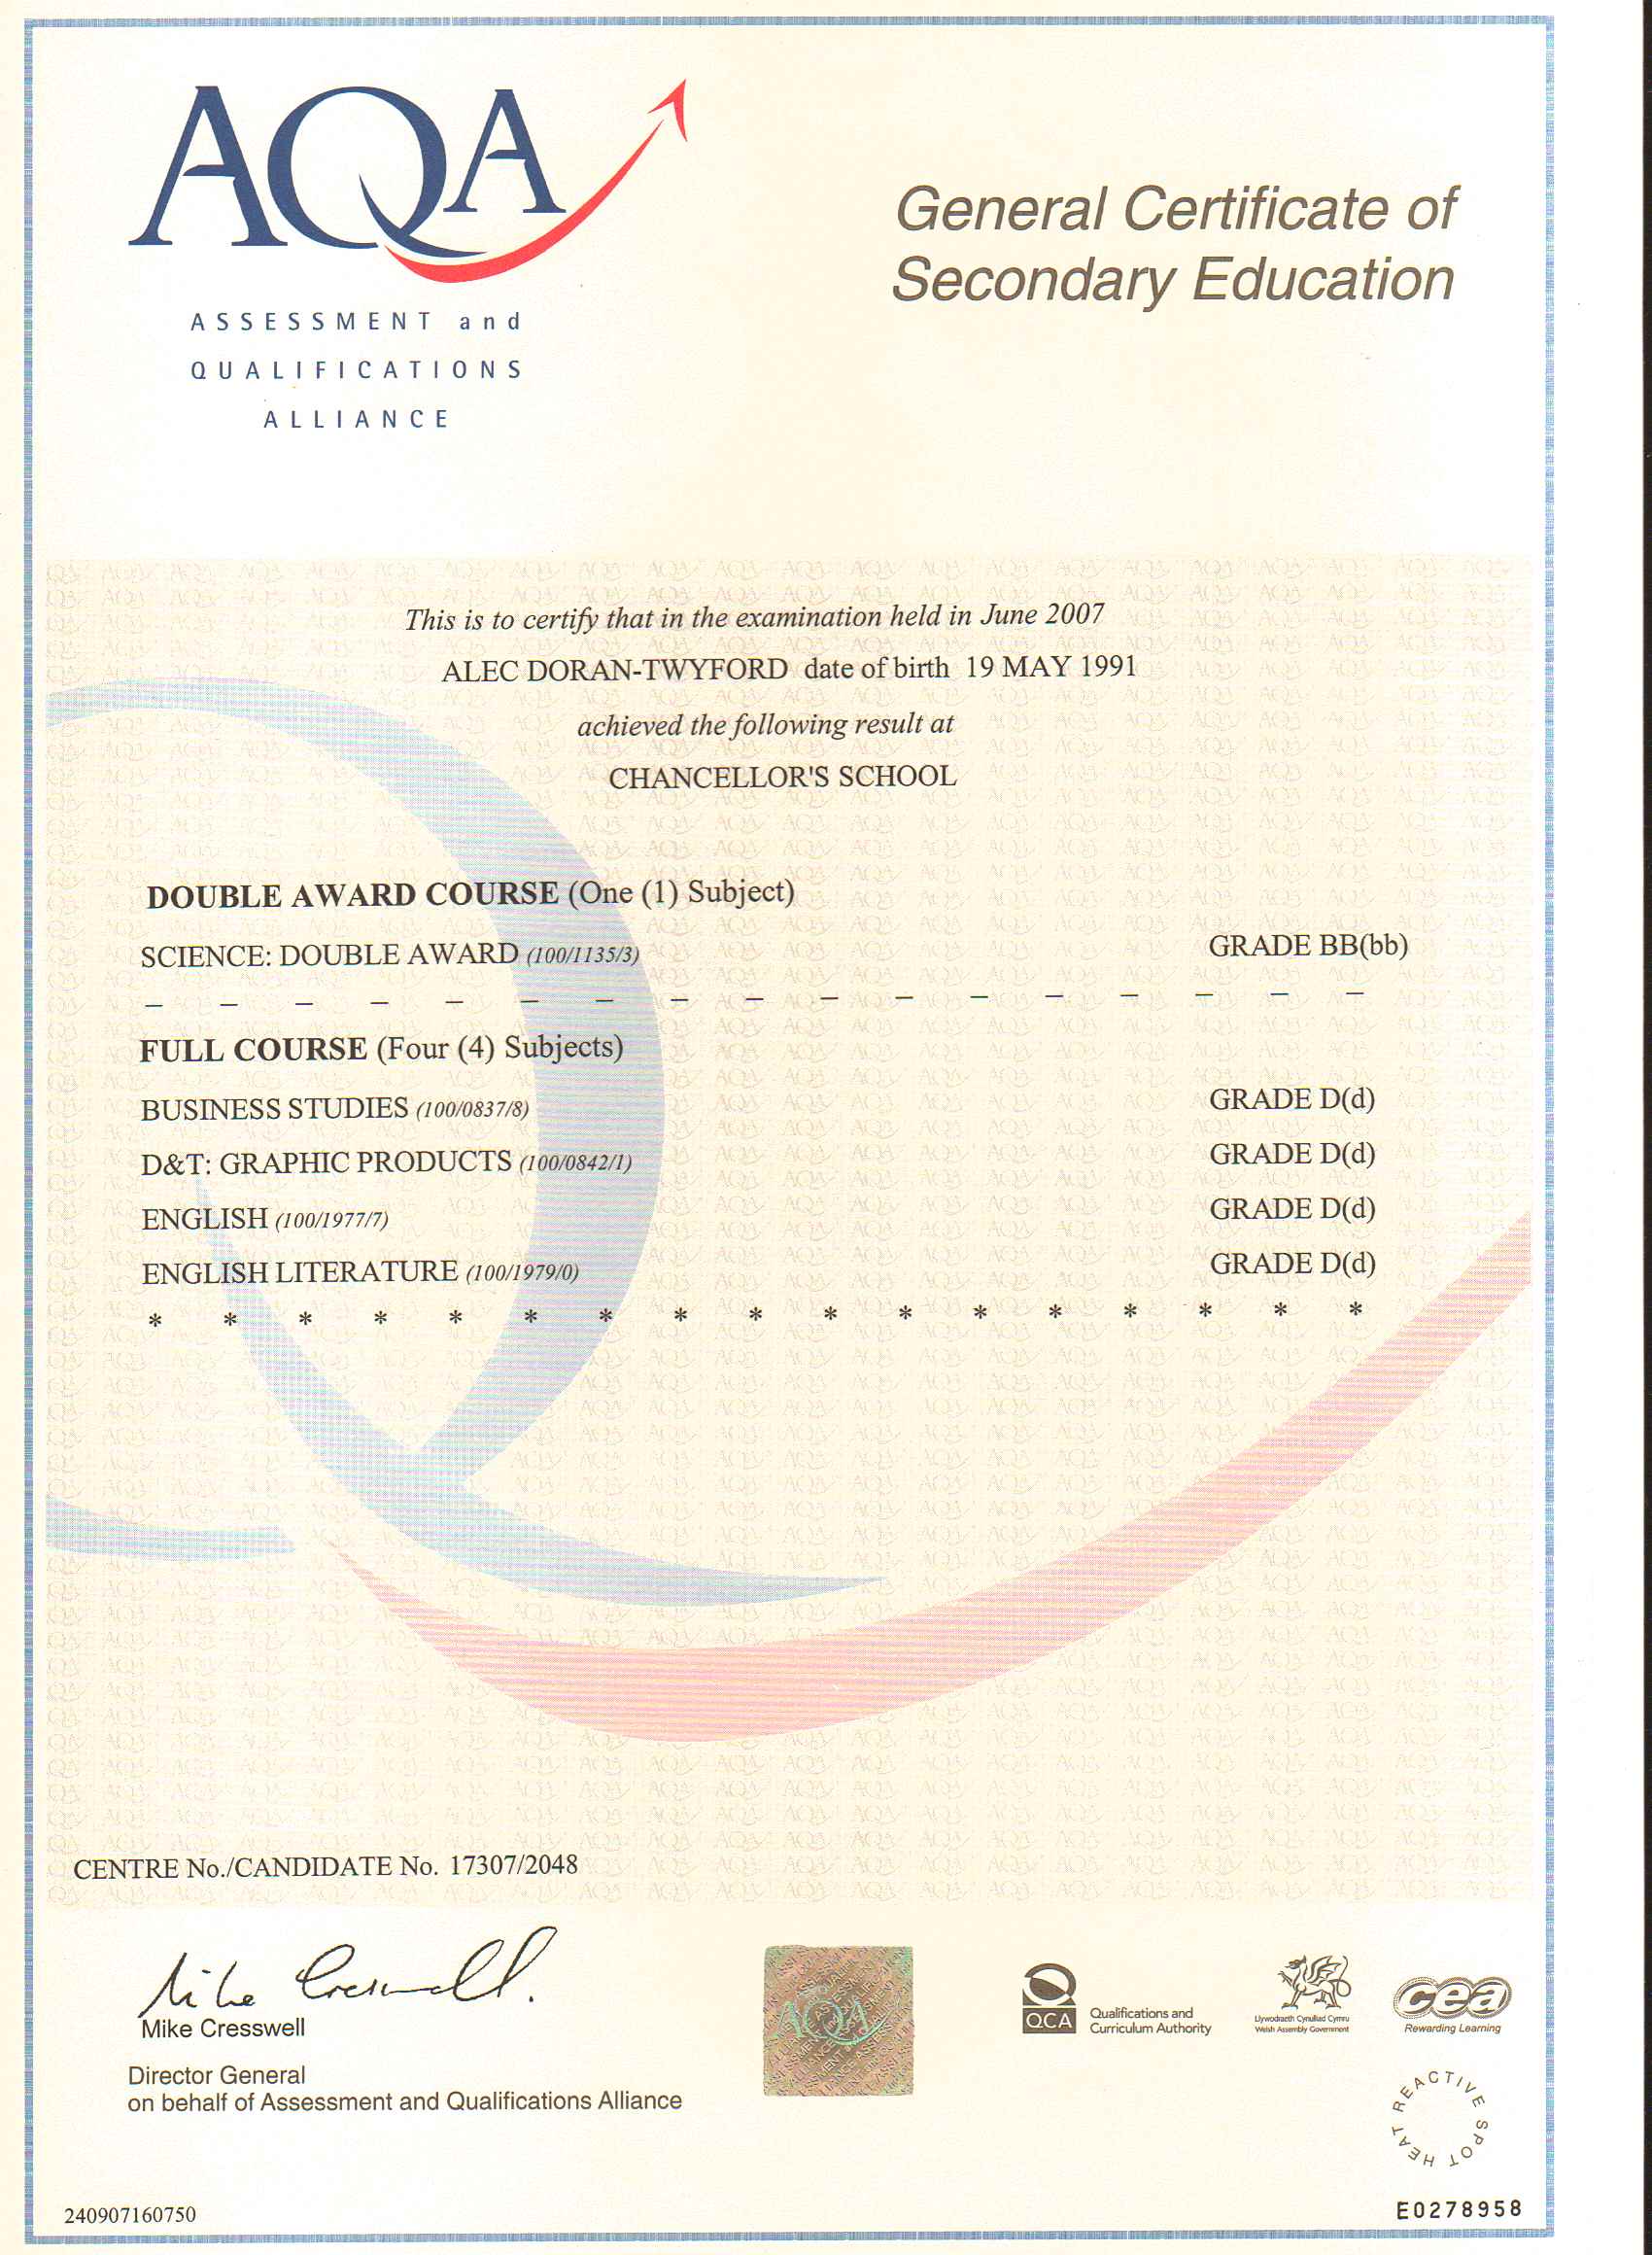 AQA
ASSESSMENT and
QUALIFICATIONS
ALLIANCE
General Certificate of
Secondary Education
This is to certify that in the examination held in June 2007
ALEC DORAN-TWYFORD date of birth 19 MAY 1991
achieved the following result at
CHANCELLOR'S SCHOOL
DOUBLE AWARD COURSE (One (1) Subject)
SCIENCE: DOUBLE AWARD (100/1135/3) GRADE BB(bb)
– – – – – – – – – – – – – – – – –
FULL COURSE (Four (4) Subjects)
BUSINESS STUDIES (100/0837/8) GRADE D(d)
D&T: GRAPHIC PRODUCTS (100/0842/1) GRADE D(d)
ENGLISH (100/1977/7) GRADE D(d)
ENGLISH LITERATURE (100/1979/0) GRADE D(d)
* * * * * * * * * * * * * * * * *
CENTRE No./CANDIDATE No. 17307/2048
Mike Cresswell.
Mike Cresswell
Director General
on behalf of Assessment and Qualifications Alliance
AQA
QCA
Qualifications and
Curriculum Authority
Llywodraeth Cynulliad Cymru
Welsh Assembly Government
cea
Rewarding Learning
HEAT REACTIVE SPOT
240907160750
E0278958